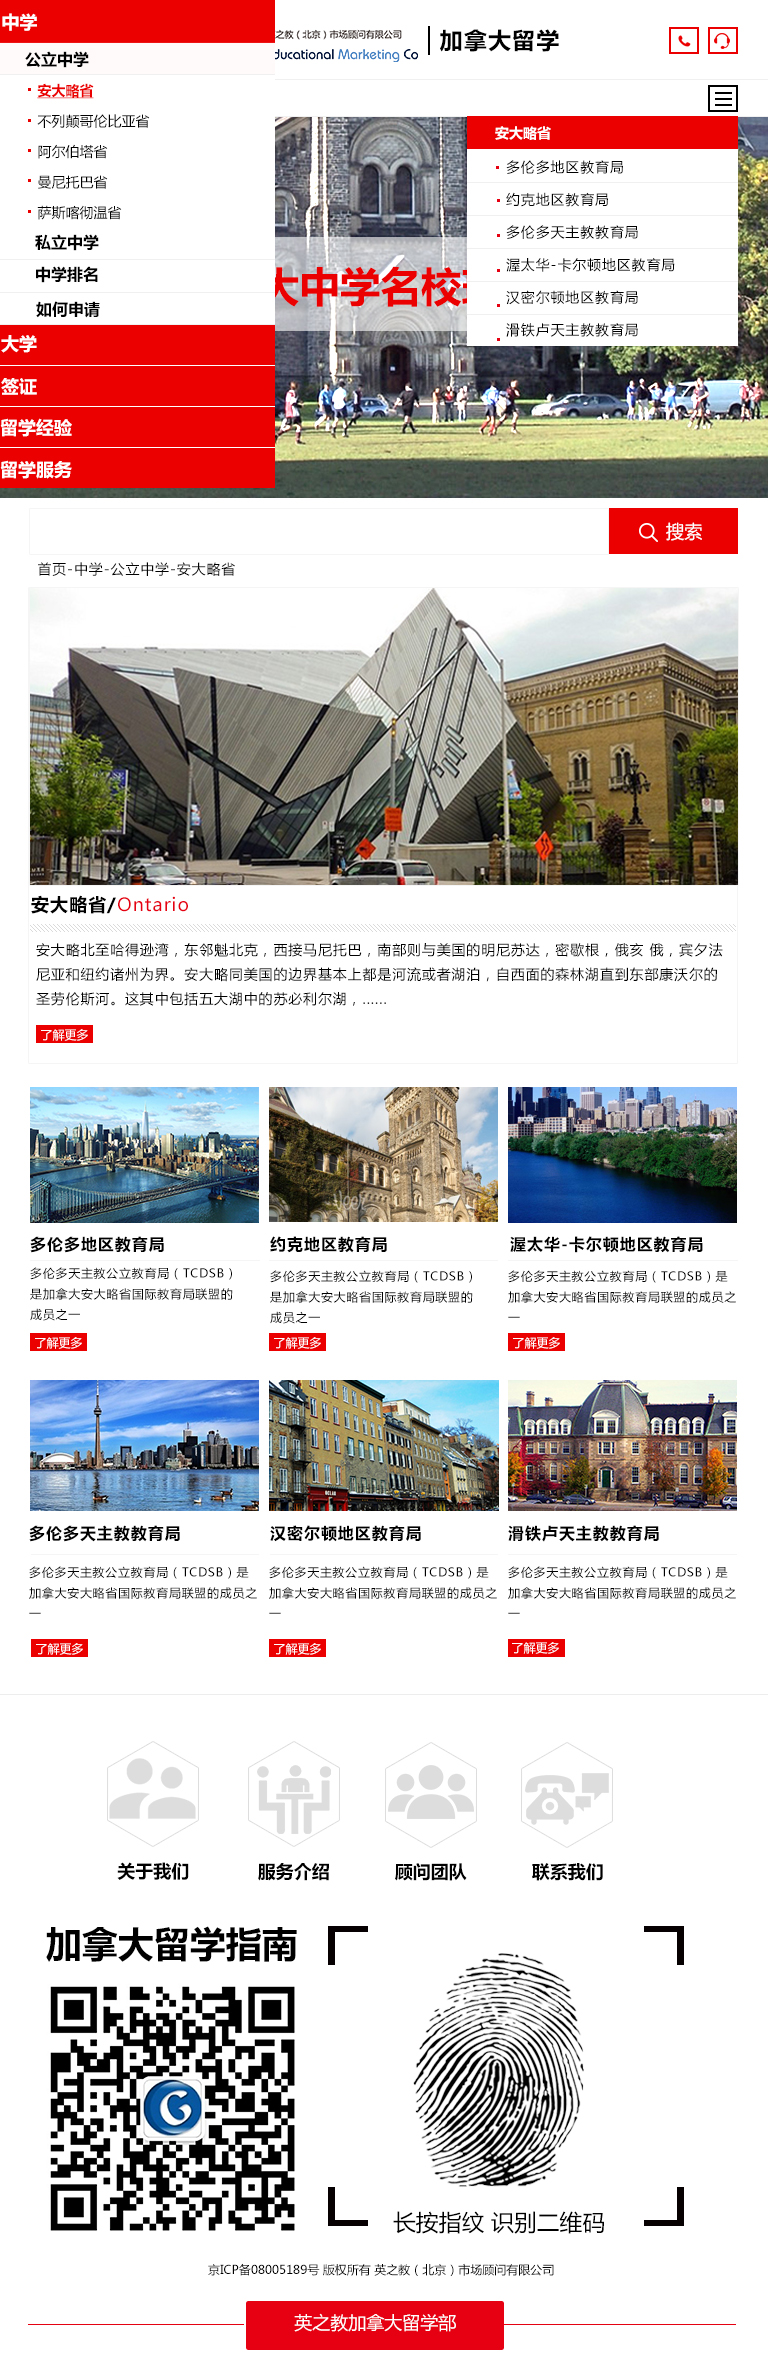 中学
公立中学
安大略省
不列颠哥伦比亚省
阿尔伯塔省
曼尼托巴省
萨斯喀彻温省
私立中学
中学排名
如何申请
大学
签证
留学经验
留学服务
之教（北京）市场顾问有限公司
ducational Marketing Co
加拿大留学
大中学名校
安大略省
多伦多地区教育局
约克地区教育局
多伦多天主教教育局
渥太华-卡尔顿地区教育局
汉密尔顿地区教育局
滑铁卢天主教教育局
搜索
首页-中学-公立中学-安大略省
安大略省/Ontario
安大略北至哈得逊湾，东邻魁北克，西接马尼托巴，南部则与美国的明尼苏达，密歇根，俄亥 俄，宾夕法
尼亚和纽约诸州为界。安大略同美国的边界基本上都是河流或者湖泊，自西面的森林湖直到东部康沃尔的
圣劳伦斯河。这其中包括五大湖中的苏必利尔湖，......
了解更多
多伦多地区教育局
多伦多天主教公立教育局（TCDSB）
是加拿大安大略省国际教育局联盟的
成员之一
了解更多
约克地区教育局
多伦多天主教公立教育局（TCDSB）
是加拿大安大略省国际教育局联盟的
成员之一
了解更多
渥太华-卡尔顿地区教育局
多伦多天主教公立教育局（TCDSB）是
加拿大安大略省国际教育局联盟的成员之
一
了解更多
多伦多天主教教育局
多伦多天主教公立教育局（TCDSB）是
加拿大安大略省国际教育局联盟的成员之
一
了解更多
汉密尔顿地区教育局
多伦多天主教公立教育局（TCDSB）是
加拿大安大略省国际教育局联盟的成员之
一
了解更多
滑铁卢天主教教育局
多伦多天主教公立教育局（TCDSB）是
加拿大安大略省国际教育局联盟的成员之
一
了解更多
关于我们
服务介绍
顾问团队
联系我们
加拿大留学指南
长按指纹 识别二维码
京ICP备08005189号 版权所有 英之教（北京）市场顾问有限公司
英之教加拿大留学部